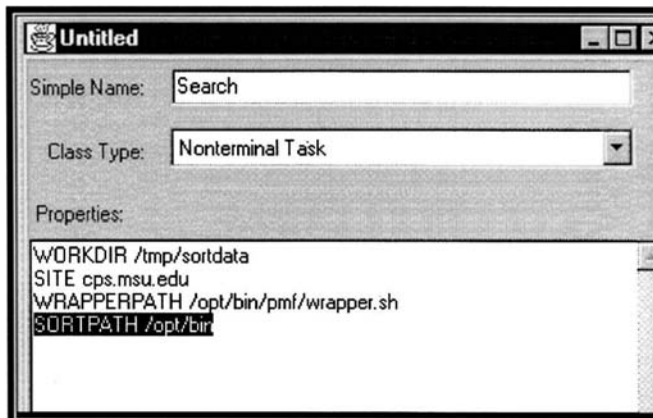 Untitled
Simple Name: Search
Class Type: Nonterminal Task
Properties:
WORKDIR /tmp/sortdata
SITE cps.msu.edu
WRAPPERPATH /opt/bin/pmf/wrapper.sh
SORTPATH /opt/bin